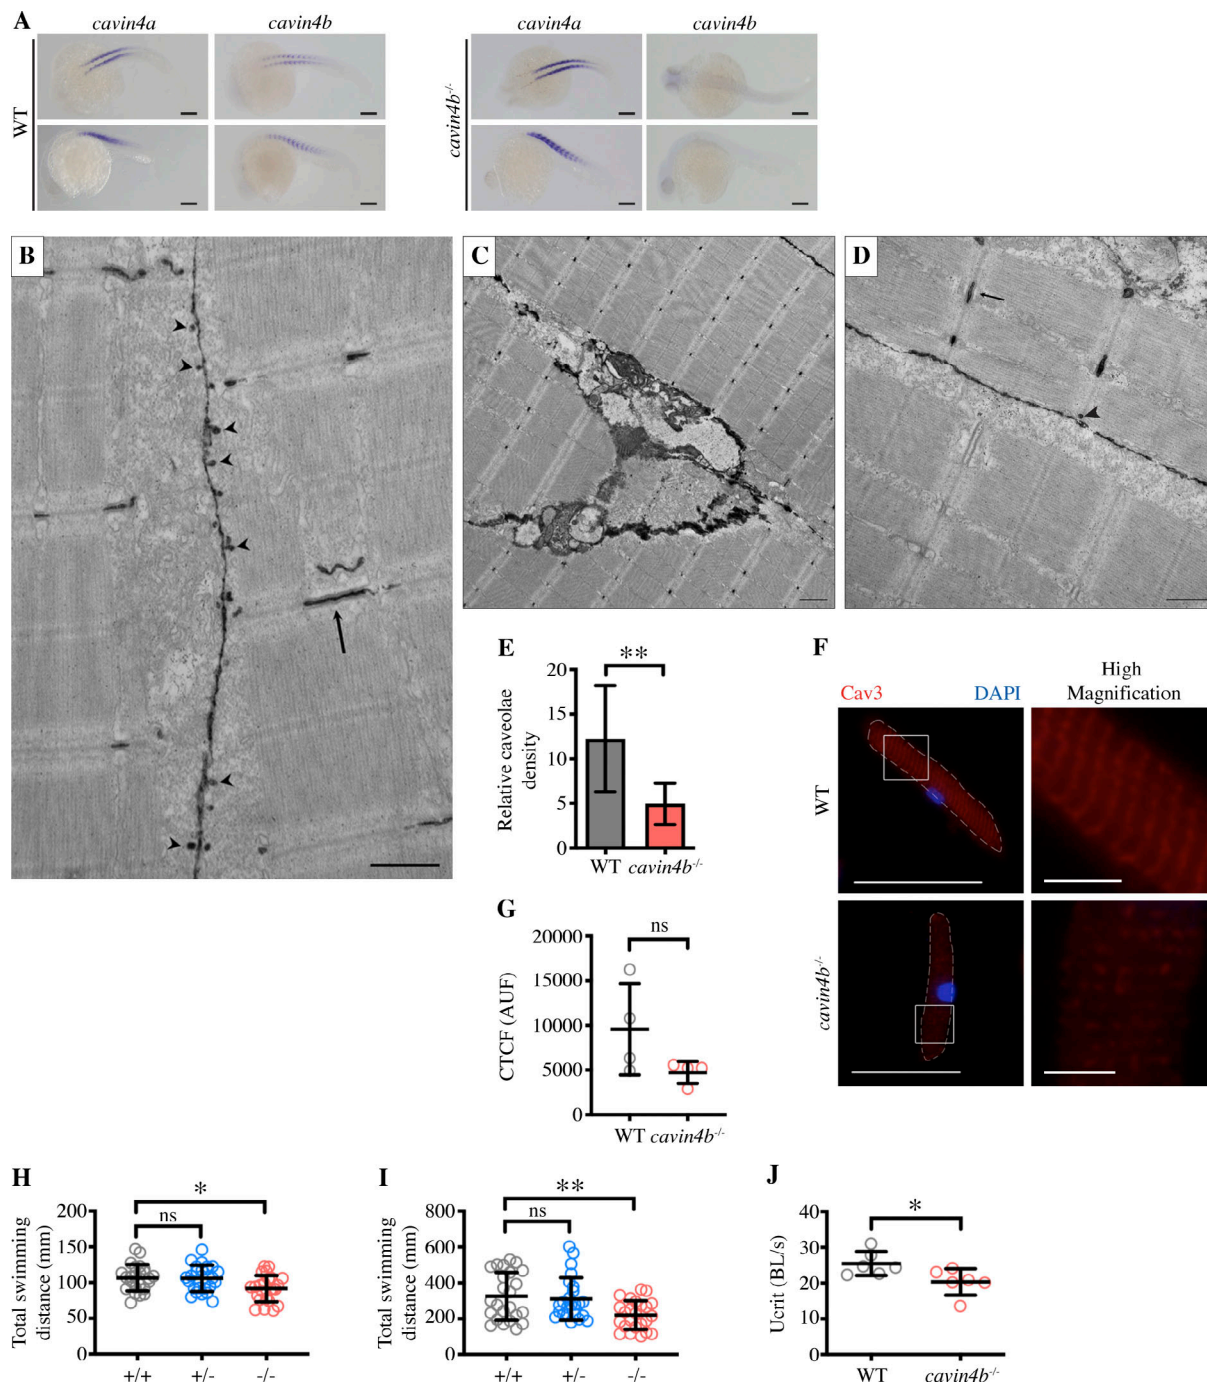 A
cavin4a cavin4b cavin4a cavin4b
WT
cavin4b-/-
B
C
D
E
**
20
15
10
5
0
Relative caveolae
density
WT cavin4b-/-
F
Cav3 DAPI
High
Magnification
WT
cavin4b-/-
G
ns
20000
15000
10000
5000
0
CTCF (AUF)
WT cavin4b-/-
H
*
ns
200
150
100
50
0
Total swimming
distance (mm)
+/+ +/- -/-
I
**
ns
800
600
400
200
0
Total swimming
distance (mm)
+/+ +/- -/-
J
*
40
30
20
10
0
Ucrit (BL/s)
WT cavin4b-/-